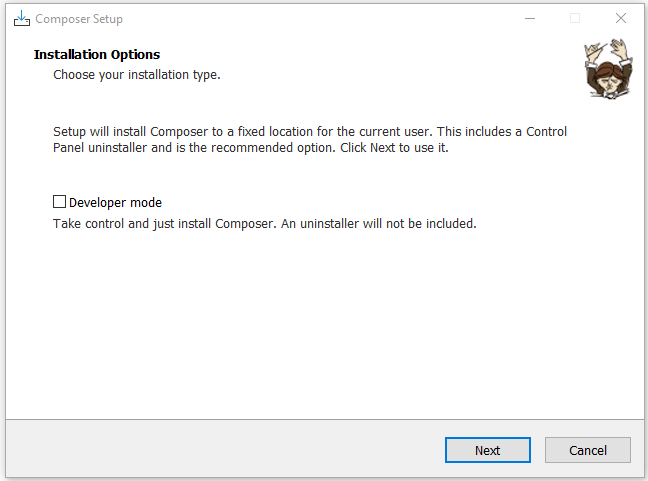 Composer Setup
Installation Options
Choose your installation type.
Setup will install Composer to a fixed location for the current user. This includes a Control
Panel uninstaller and is the recommended option. Click Next to use it.
Developer mode
Take control and just install Composer. An uninstaller will not be included.
Next
Cancel